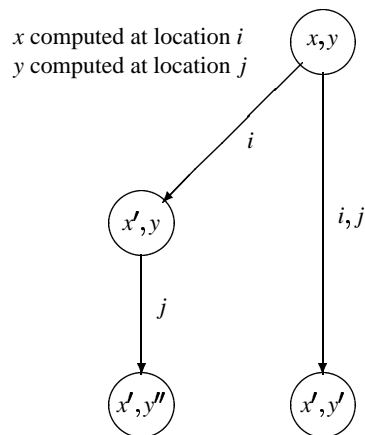 x computed at location i
y computed at location j
x,y
i
x′,y
i,j
j
x′,y′′
x′,y′